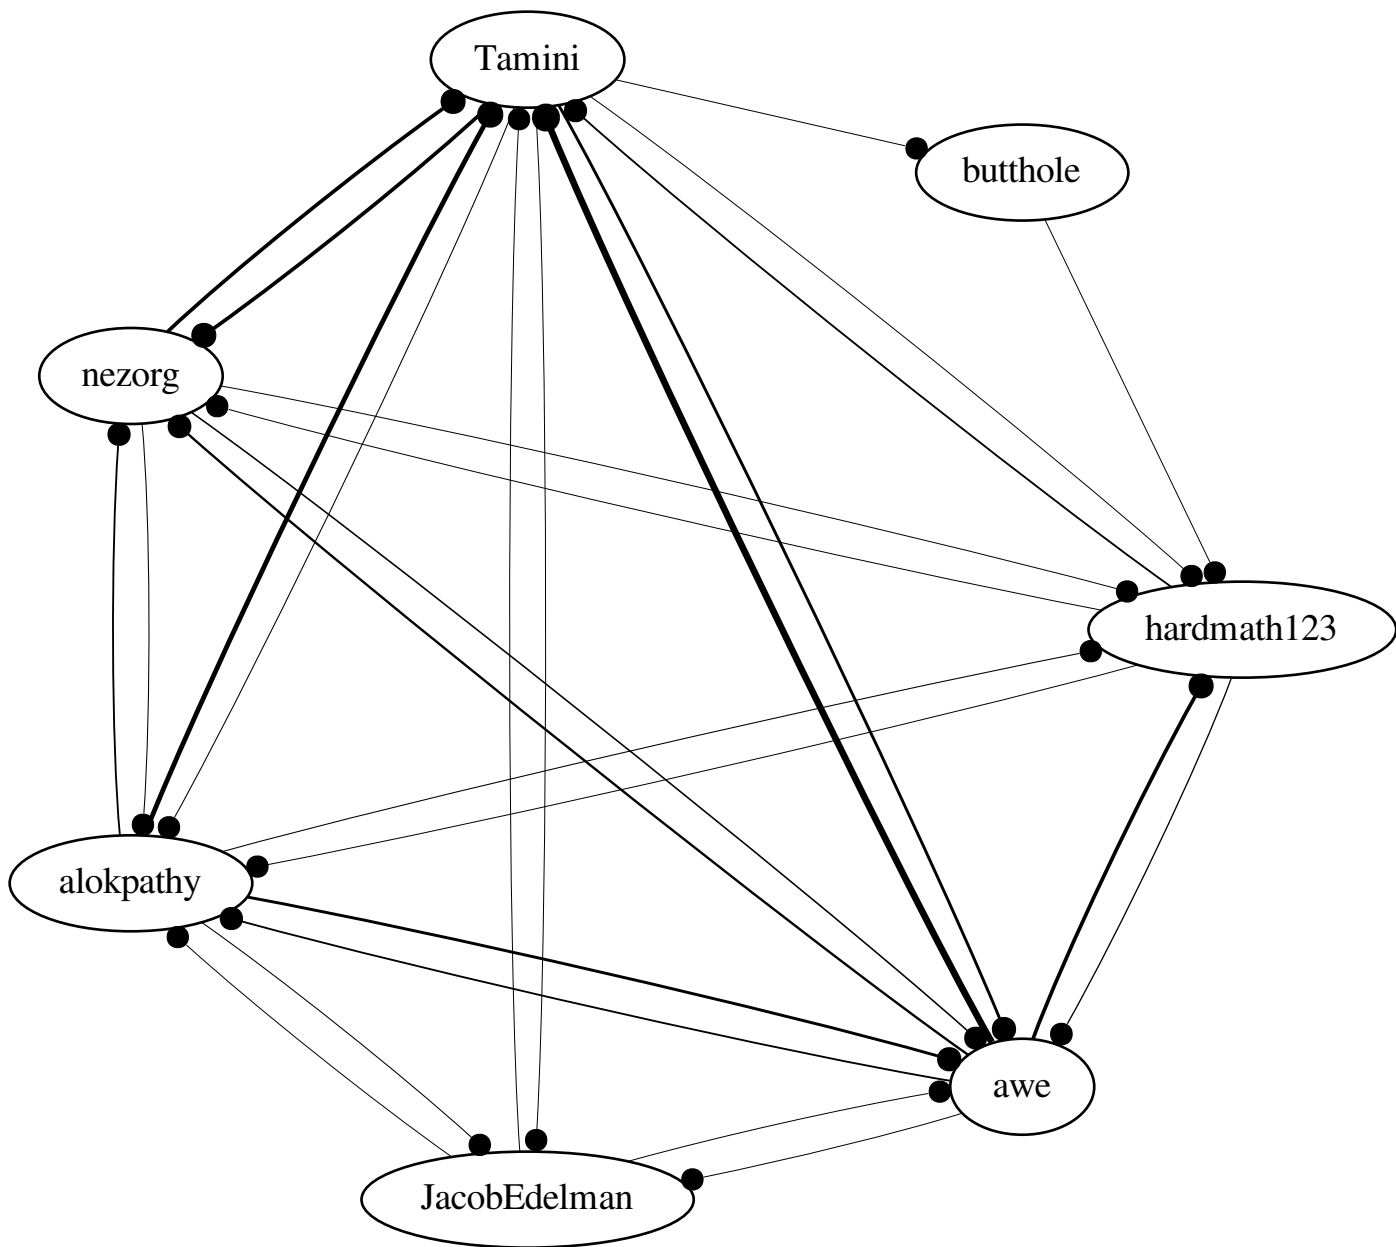 Tamini
butthole
nezorg
hardmath123
alokpathy
awe
JacobEdelman